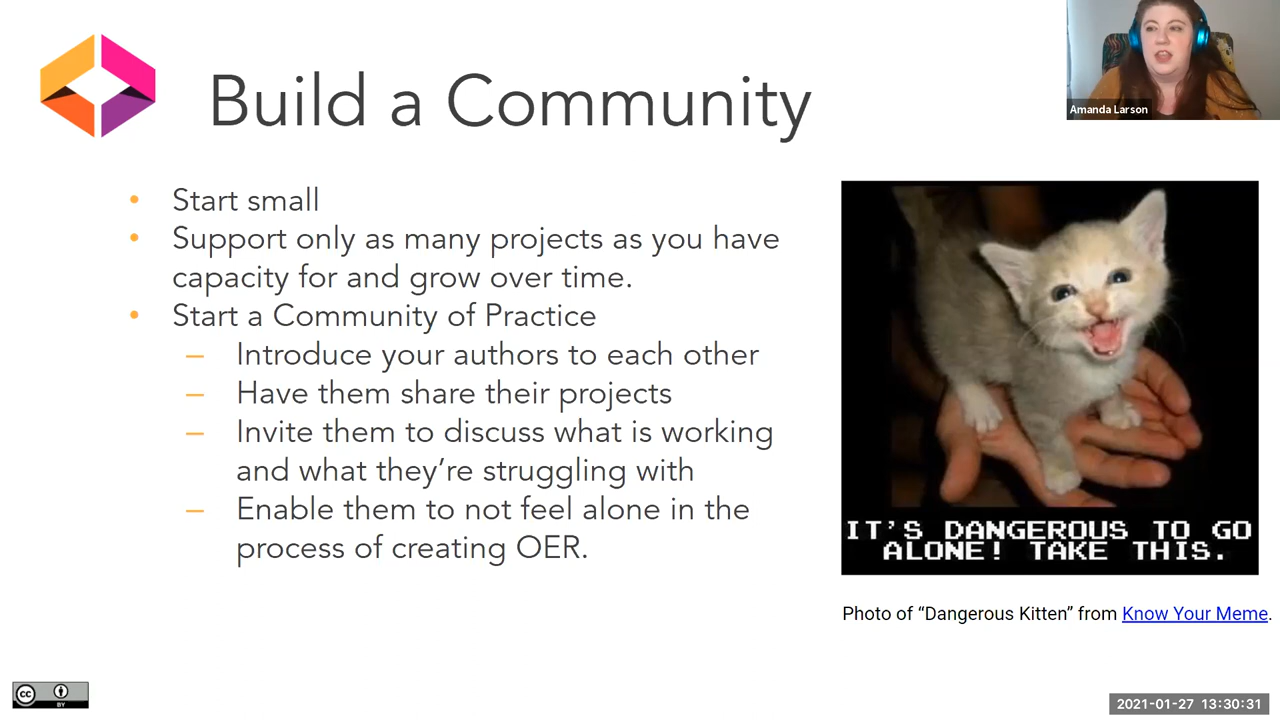 Build a Community
Amanda Larson
• Start small
• Support only as many projects as you have
capacity for and grow over time.
• Start a Community of Practice
– Introduce your authors to each other
– Have them share their projects
– Invite them to discuss what is working
and what they’re struggling with
– Enable them to not feel alone in the
process of creating OER.
IT'S DANGEROUS TO GO
ALONE! TAKE THIS.
Photo of “Dangerous Kitten” from Know Your Meme.
cc
BY
2021-01-27 13:30:31